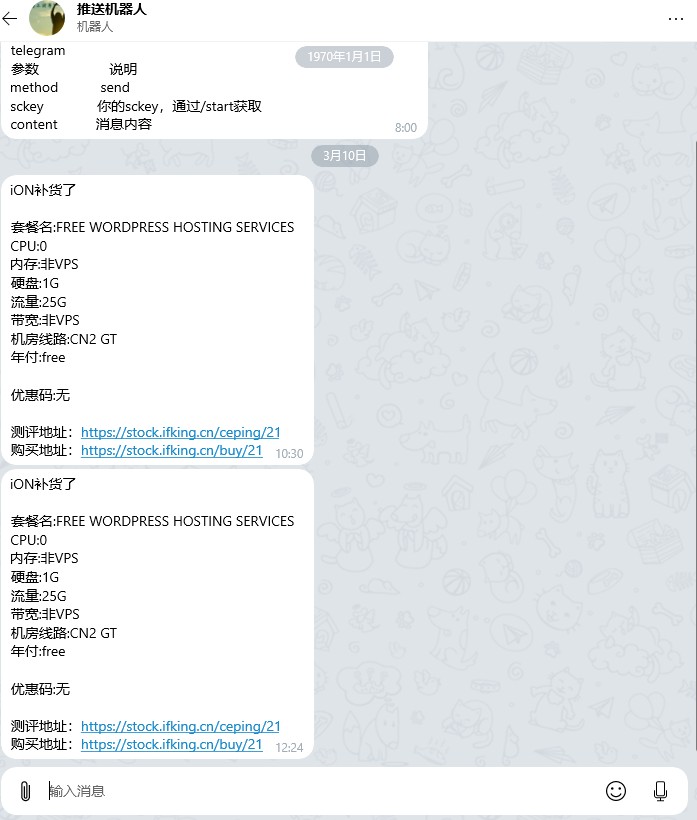 推送机器人
机器人
telegram
1970年1月1日
参数 说明
method send
sckey 你的sckey，通过/start获取
content 消息内容
8:00
3月10日
iON补货了
套餐名:FREE WORDPRESS HOSTING SERVICES
CPU:0
内存:非VPS
硬盘:1G
流量:25G
带宽:非VPS
机房线路:CN2 GT
年付:free
优惠码:无
测评地址：https://stock.ifking.cn/ceping/21
购买地址：https://stock.ifking.cn/buy/21
10:30
iON补货了
套餐名:FREE WORDPRESS HOSTING SERVICES
CPU:0
内存:非VPS
硬盘:1G
流量:25G
带宽:非VPS
机房线路:CN2 GT
年付:free
优惠码:无
测评地址：https://stock.ifking.cn/ceping/21
购买地址：https://stock.ifking.cn/buy/21
12:24
输入消息